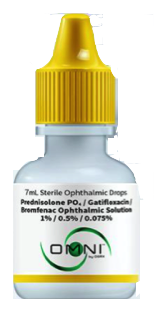 7mL Sterile Ophthalmic Drops
Prednisolone PO₄ / Gatifloxacin /
Bromfenac Ophthalmic Solution
1% / 0.5% / 0.075%
OMNI